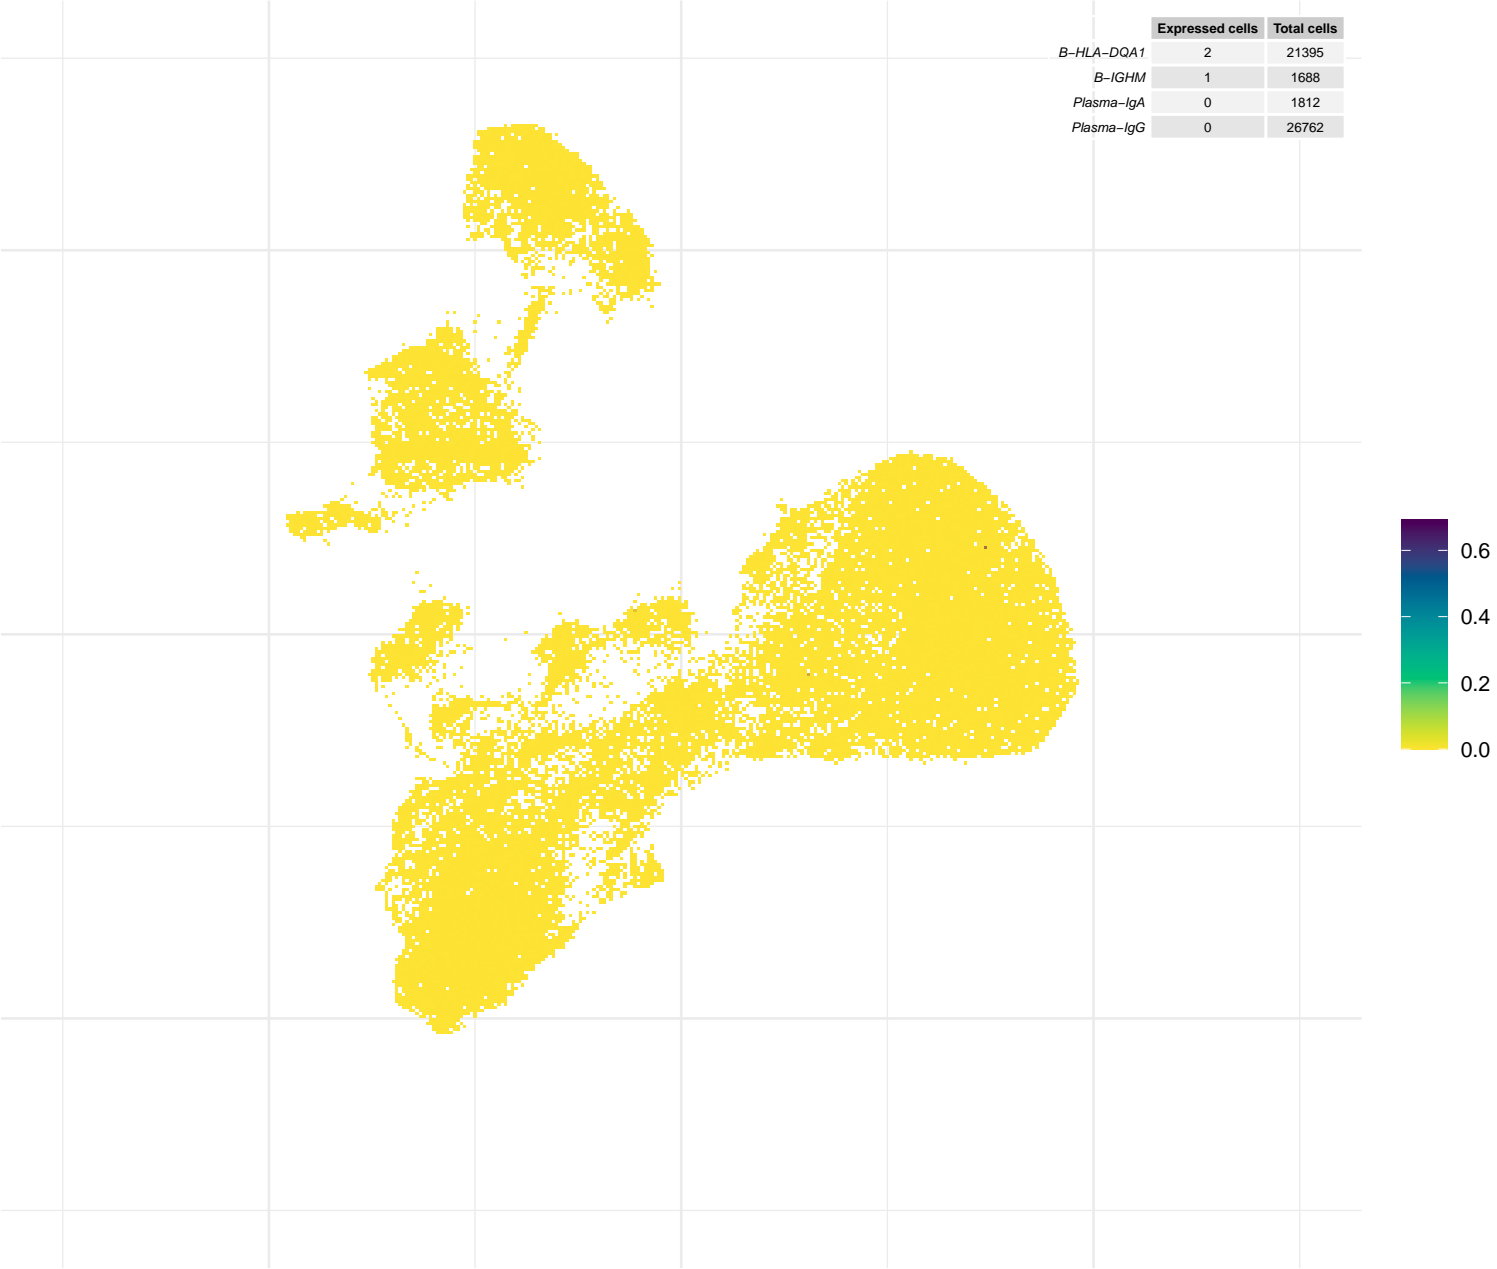 Expressed cells Total cells
B−HLA−DQA1 2 21395
B−IGHM 1 1688
Plasma−IgA 0 1812
Plasma−IgG 0 26762
0.6
0.4
0.2
0.0